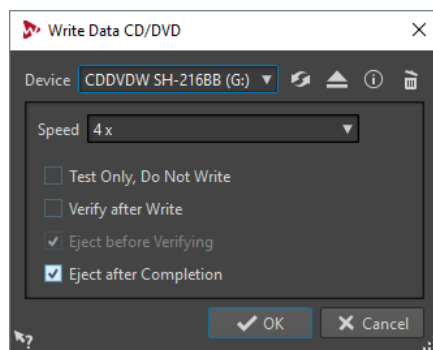 Write Data CD/DVD
Device CDDVDW SH-216BB (G:)
Speed 4 x
Test Only, Do Not Write
Verify after Write
Eject before Verifying
Eject after Completion
OK Cancel